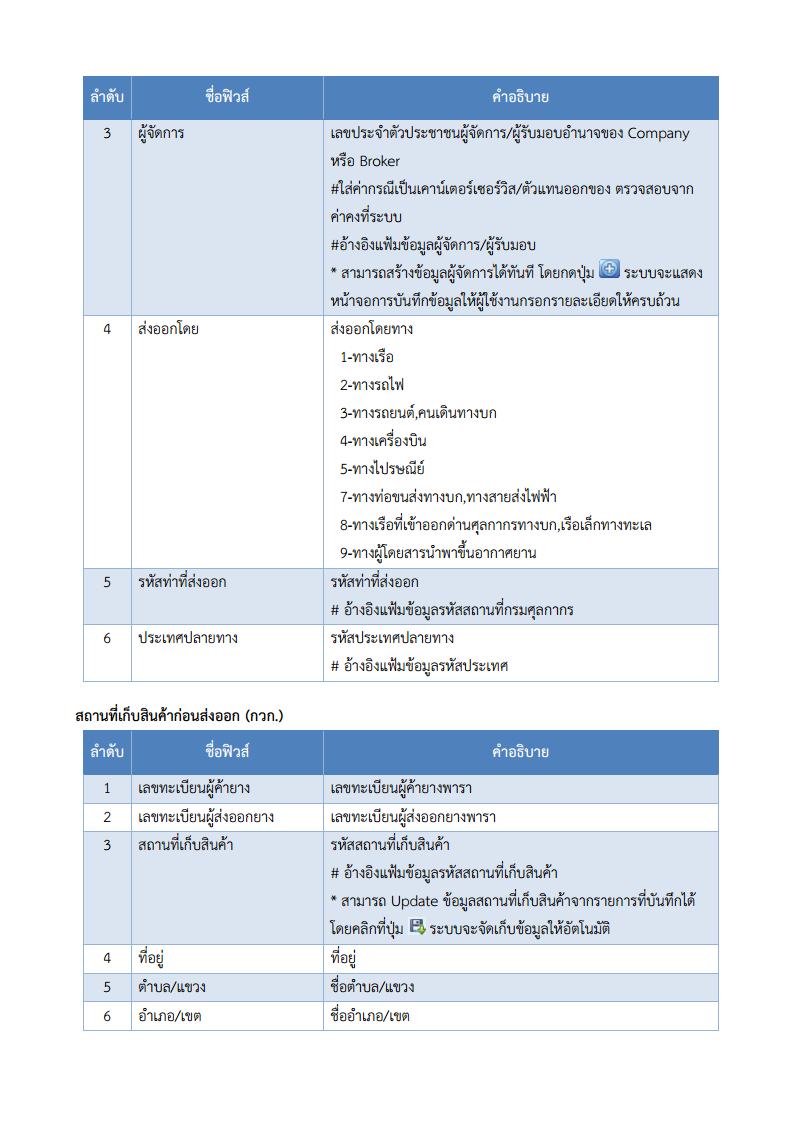 ลำดับ ชื่อฟิวส์ คำอธิบาย
3 ผู้จัดการ เลขประจำตัวประชาชนผู้จัดการ/ผู้รับมอบอำนาจของ Company
หรือ Broker
#ใส่ค่ากรณีเป็นเคาน์เตอร์เซอร์วิส/ตัวแทนออกของ ตรวจสอบจาก
ค่าคงที่ระบบ
#อ้างอิงแฟ้มข้อมูลผู้จัดการ/ผู้รับมอบ
* สามารถสร้างข้อมูลผู้จัดการได้ทันที โดยกดปุ่ม ระบบจะแสดง
หน้าจอการบันทึกข้อมูลให้ผู้ใช้งานกรอกรายละเอียดให้ครบถ้วน
4 ส่งออกโดย ส่งออกโดยทาง
1-ทางเรือ
2-ทางรถไฟ
3-ทางรถยนต์,คนเดินทางบก
4-ทางเครื่องบิน
5-ทางไปรษณีย์
7-ทางท่อขนส่งทางบก,ทางสายส่งไฟฟ้า
8-ทางเรือที่เข้าออกด่านศุลกากรทางบก,เรือเล็กทางทะเล
9-ทางผู้โดยสารนำพาขึ้นอากาศยาน
5 รหัสท่าที่ส่งออก รหัสท่าที่ส่งออก
# อ้างอิงแฟ้มข้อมูลรหัสสถานที่กรมศุลกากร
6 ประเทศปลายทาง รหัสประเทศปลายทาง
# อ้างอิงแฟ้มข้อมูลรหัสประเทศ
สถานที่เก็บสินค้าก่อนส่งออก (กวก.)
ลำดับ ชื่อฟิวส์ คำอธิบาย
1 เลขทะเบียนผู้ค้ายาง เลขทะเบียนผู้ค้ายางพารา
2 เลขทะเบียนผู้ส่งออกยาง เลขทะเบียนผู้ส่งออกยางพารา
3 สถานที่เก็บสินค้า รหัสสถานที่เก็บสินค้า
# อ้างอิงแฟ้มข้อมูลรหัสสถานที่เก็บสินค้า
* สามารถ Update ข้อมูลสถานที่เก็บสินค้าจากรายการที่บันทึกได้
โดยคลิกที่ปุ่ม ระบบจะจัดเก็บข้อมูลให้อัตโนมัติ
4 ที่อยู่ ที่อยู่
5 ตำบล/แขวง ชื่อตำบล/แขวง
6 อำเภอ/เขต ชื่ออำเภอ/เขต